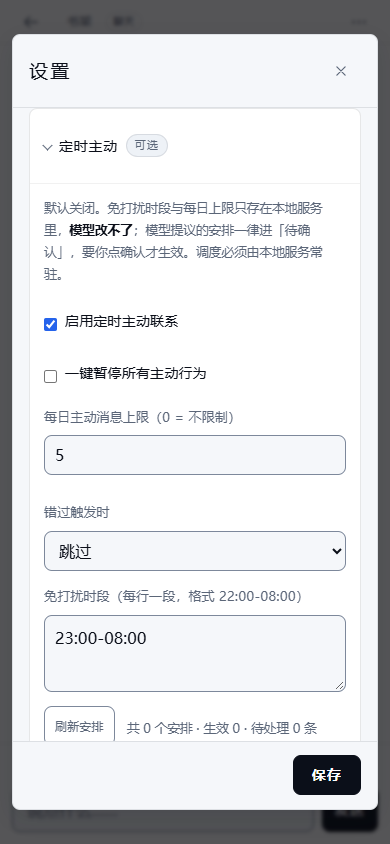 设置
定时主动 可选
默认关闭。免打扰时段与每日上限只存在本地服务
里，模型改不了；模型提议的安排一律进「待确
认」，要你点确认才生效。调度必须由本地服务常
驻。
启用定时主动联系
一键暂停所有主动行为
每日主动消息上限（0 = 不限制）
5
错过触发时
跳过
免打扰时段（每行一段，格式 22:00-08:00）
23:00-08:00
刷新安排 共 0 个安排 · 生效 0 · 待处理 0 条
保存